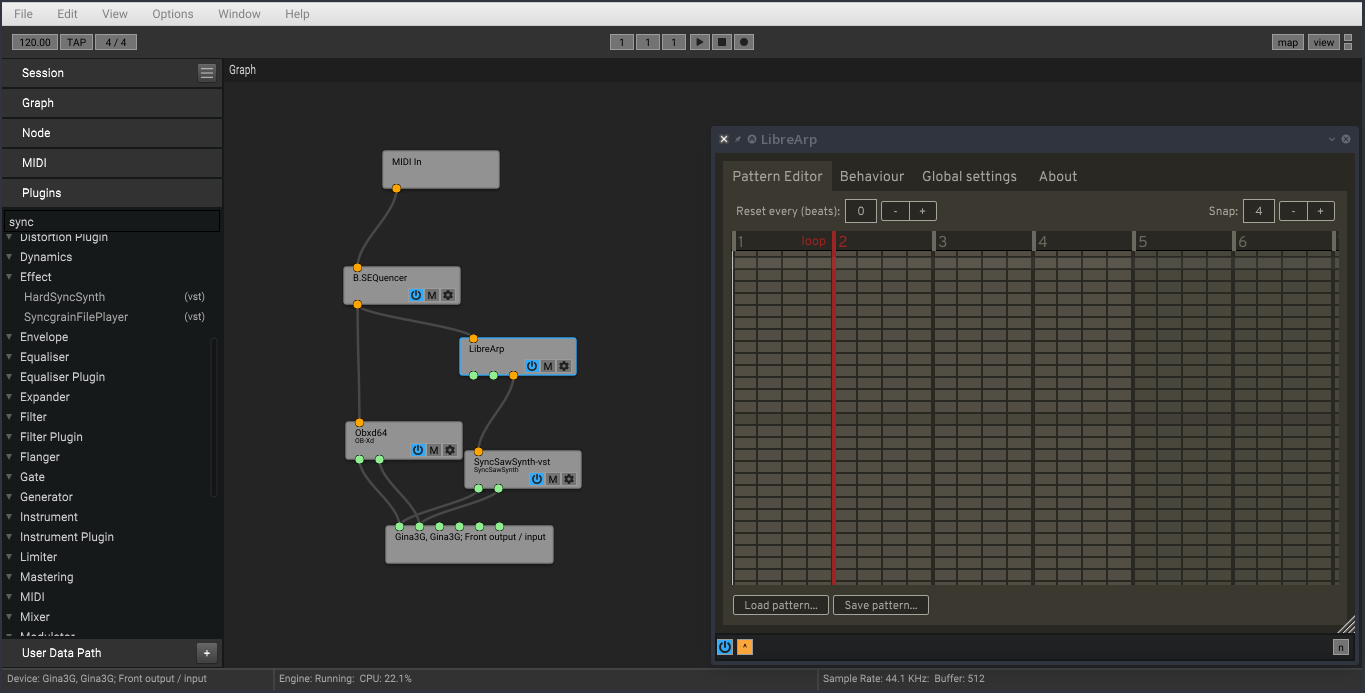 File Edit View Options Window Help
120.00 TAP 4 / 4 1 1 1 map view
Session
Graph
Node
MIDI
Plugins
sync
Distortion Plugin
Dynamics
Effect
HardSyncSynth (vst)
SyncgrainFilePlayer (vst)
Envelope
Equaliser
Equaliser Plugin
Expander
Filter
Filter Plugin
Flanger
Gate
Generator
Instrument
Instrument Plugin
Limiter
Mastering
MIDI
Mixer
Modulator
User Data Path +
Graph
MIDI In
B.SEQuencer
M
LibreArp
M
Obxd64
OB-Xd
M
SyncSawSynth-vst
SyncSawSynth
M
Gina3G, Gina3G; Front output / input
LibreArp
Pattern Editor Behaviour Global settings About
Reset every (beats): 0 - + Snap: 4 - +
1 loop 2 3 4 5 6
Load pattern... Save pattern...
^ n
Device: Gina3G, Gina3G; Front output / input Engine: Running: CPU: 22.1% Sample Rate: 44.1 KHz: Buffer: 512